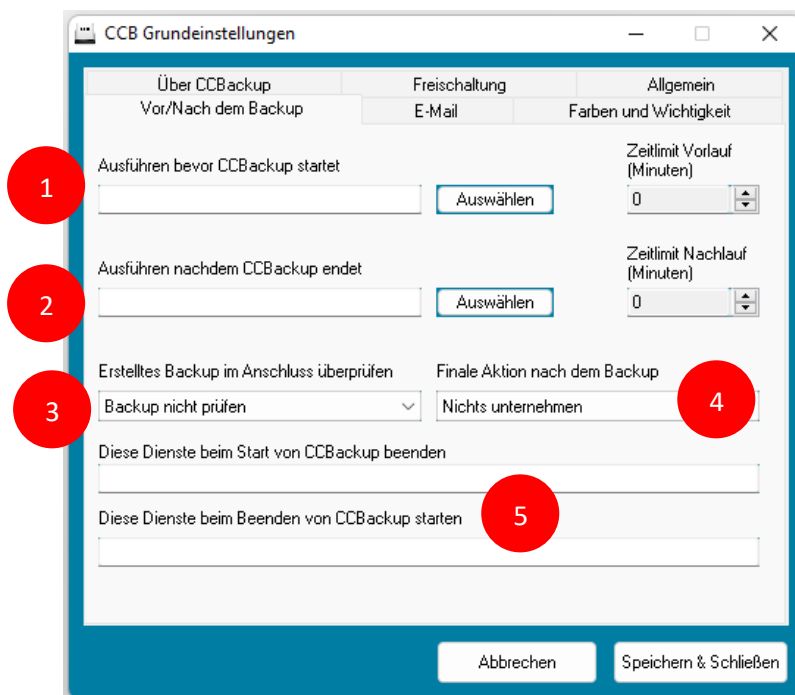 CCB Grundeinstellungen
Über CCBackup Freischaltung Allgemein
Vor/Nach dem Backup E-Mail Farben und Wichtigkeit
Ausführen bevor CCBackup startet
Zeitlimit Vorlauf
(Minuten)
1
Auswählen
0
Ausführen nachdem CCBackup endet
Zeitlimit Nachlauf
(Minuten)
2
Auswählen
0
Erstelltes Backup im Anschluss überprüfen
Finale Aktion nach dem Backup
3
Backup nicht prüfen
Nichts unternehmen
4
Diese Dienste beim Start von CCBackup beenden
Diese Dienste beim Beenden von CCBackup starten
5
Abbrechen
Speichern & Schließen